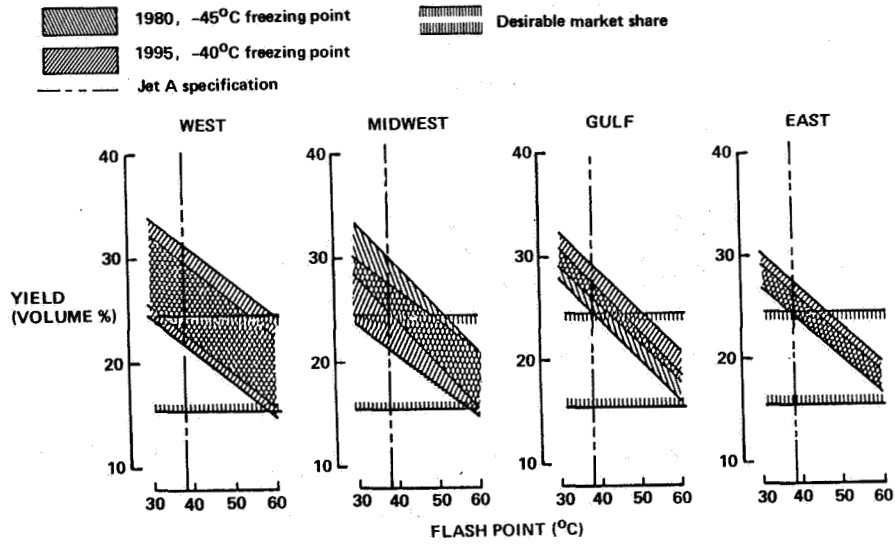 1980, -45°C freezing point
1995, -40°C freezing point
Jet A specification
Desirable market share
WEST
MIDWEST
GULF
EAST
YIELD
(VOLUME %)
40
30
20
10
30 40 50 60
40
30
20
10
30 40 50 60
40
30
20
10
30 40 50 60
40
30
20
10
30 40 50 60
FLASH POINT (°C)